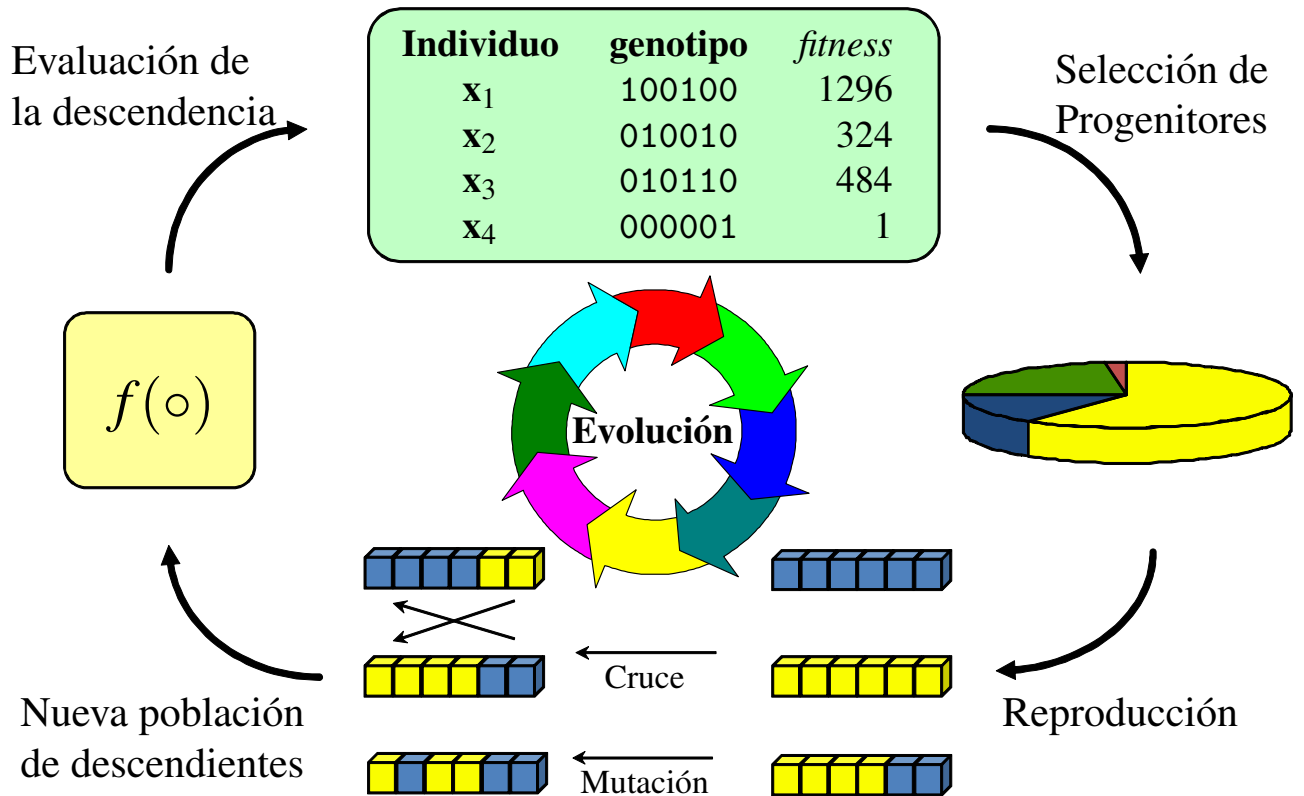 Individuo genotipo fitness
x1 100100 1296
x2 010010 324
x3 010110 484
x4 000001 1
Evaluación de
la descendencia
Selección de
Progenitores
f(∘)
Evolución
Cruce
Reproducción
Mutación
Nueva población
de descendientes